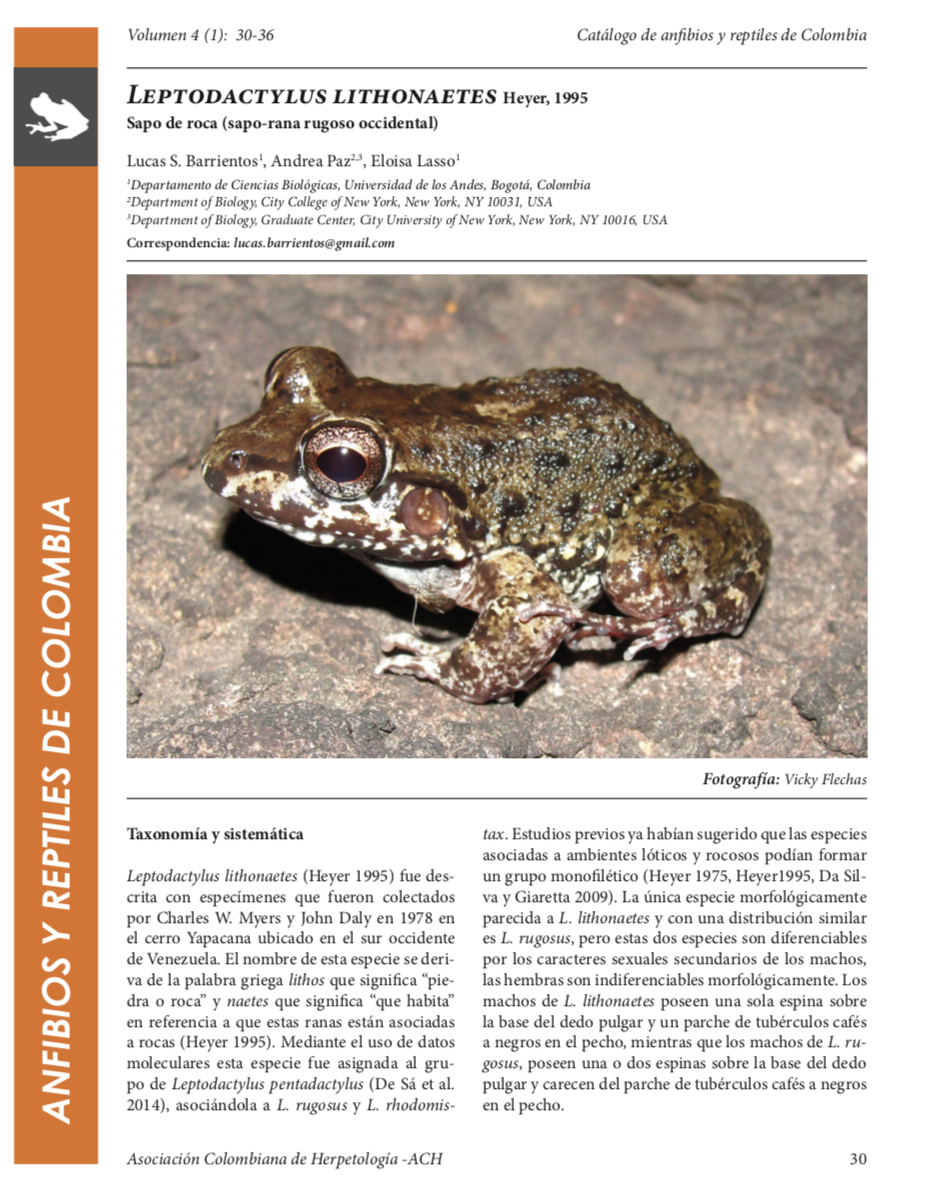 Volumen 4 (1): 30-36
Catálogo de anfibios y reptiles de Colombia
LEPTODACTYLUS LITHONAETES Heyer, 1995
Sapo de roca (sapo-rana rugoso occidental)
Lucas S. Barrientos1, Andrea Paz2,3, Eloisa Lasso1
1Departamento de Ciencias Biológicas, Universidad de los Andes, Bogotá, Colombia
2Department of Biology, City College of New York, New York, NY 10031, USA
3Department of Biology, Graduate Center, City University of New York, New York, NY 10016, USA
Correspondencia: lucas.barrientos@gmail.com
Fotografía: Vicky Flechas
ANFIBIOS Y REPTILES DE COLOMBIA
Taxonomía y sistemática
Leptodactylus lithonaetes (Heyer 1995) fue des-
crita con especímenes que fueron colectados
por Charles W. Myers y John Daly en 1978 en
el cerro Yapacana ubicado en el sur occidente
de Venezuela. El nombre de esta especie se deri-
va de la palabra griega lithos que significa “pie-
dra o roca” y naetes que significa “que habita”
en referencia a que estas ranas están asociadas
a rocas (Heyer 1995). Mediante el uso de datos
moleculares esta especie fue asignada al gru-
po de Leptodactylus pentadactylus (De Sá et al.
2014), asociándola a L. rugosus y L. rhodomis-
tax. Estudios previos ya habían sugerido que las especies
asociadas a ambientes lóticos y rocosos podían formar
un grupo monofilético (Heyer 1975, Heyer1995, Da Sil-
va y Giaretta 2009). La única especie morfológicamente
parecida a L. lithonaetes y con una distribución similar
es L. rugosus, pero estas dos especies son diferenciables
por los caracteres sexuales secundarios de los machos,
las hembras son indiferenciables morfológicamente. Los
machos de L. lithonaetes poseen una sola espina sobre
la base del dedo pulgar y un parche de tubérculos cafés
a negros en el pecho, mientras que los machos de L. ru-
gosus, poseen una o dos espinas sobre la base del dedo
pulgar y carecen del parche de tubérculos cafés a negros
en el pecho.
Asociación Colombiana de Herpetología -ACH
30